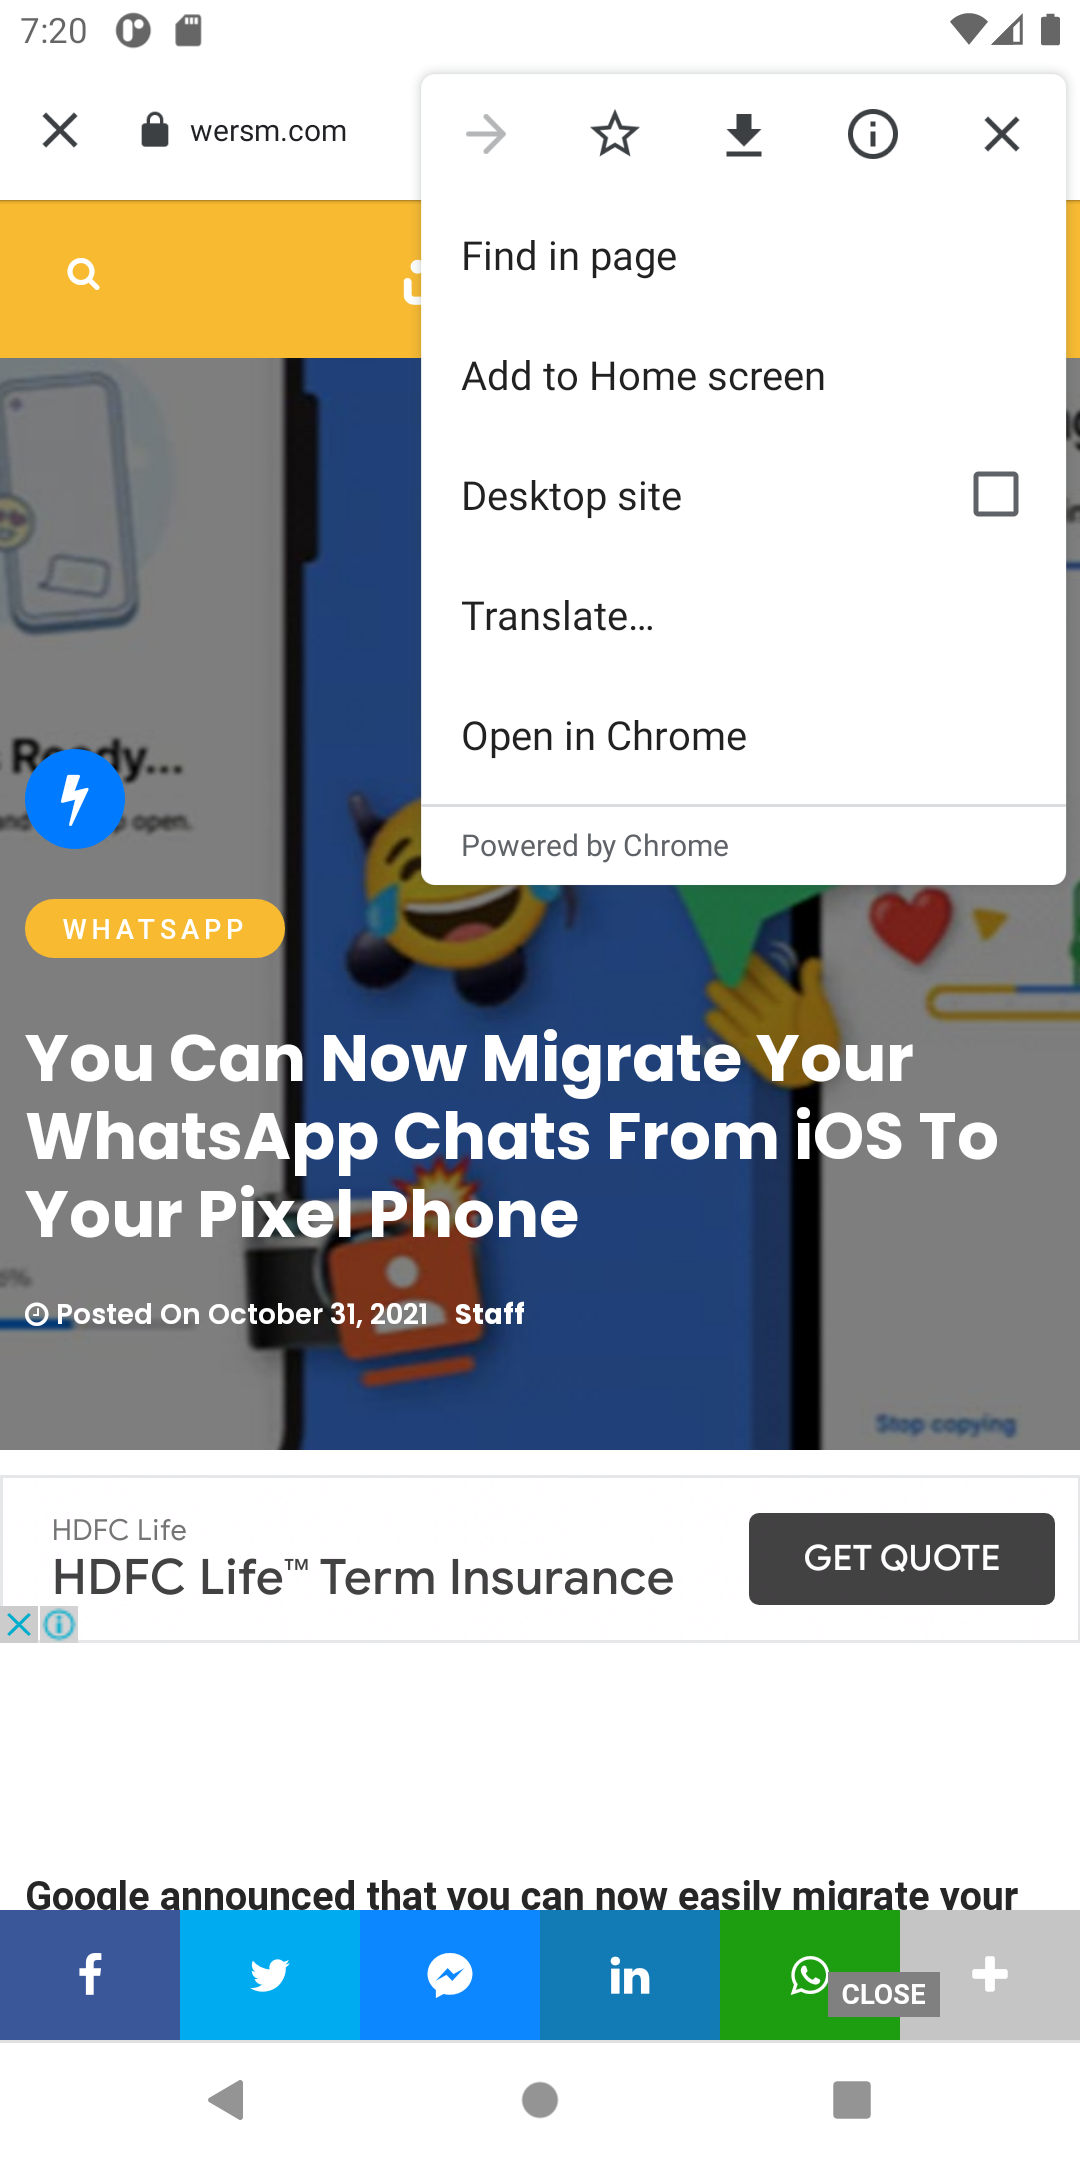 7:20
wersm.com
Find in page
Add to Home screen
Desktop site
Translate...
Open in Chrome
Powered by Chrome
open.
WHATSAPP
You Can Now Migrate Your
WhatsApp Chats From iOS To
Your Pixel Phone
Posted On October 31, 2021 Staff
Stop copying
HDFC Life
HDFC Life™ Term Insurance
GET QUOTE
Google announced that you can now easily migrate your
CLOSE